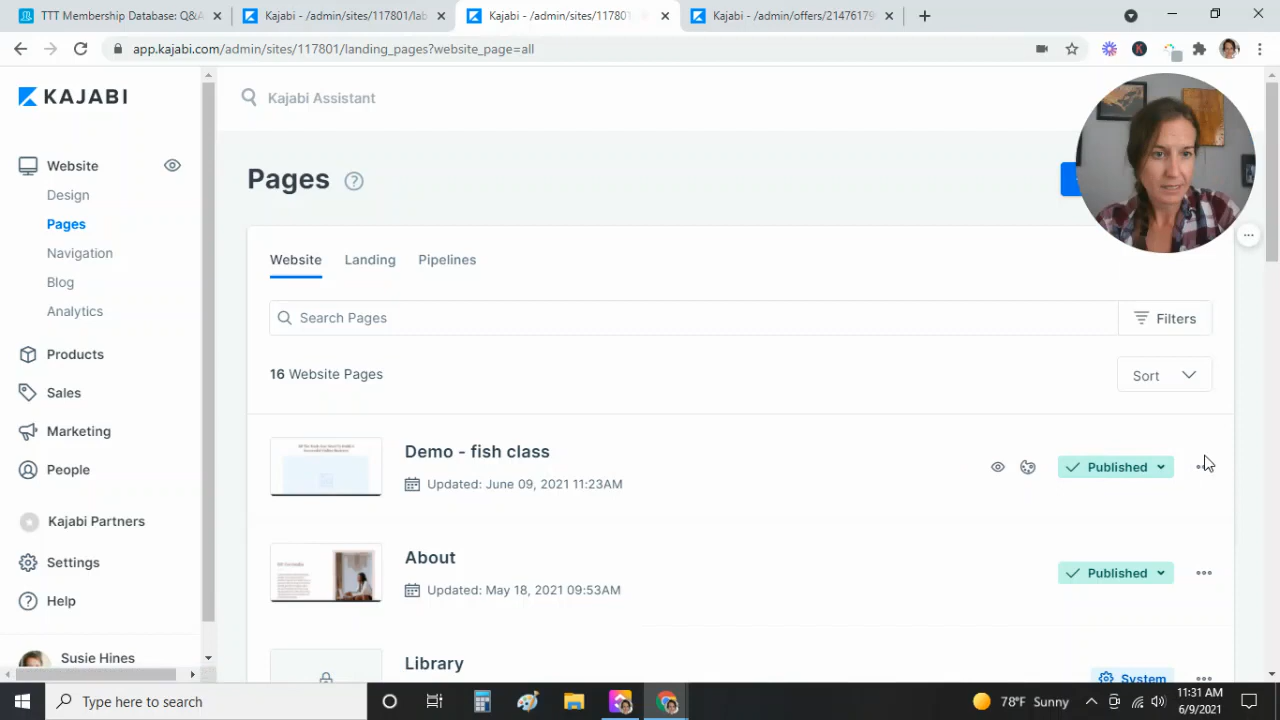 TTT Membership Database: Q&A
Kajabi - /admin/sites/117801/lab
Kajabi - /admin/sites/117801
Kajabi - /admin/offers/21476179
app.kajabi.com/admin/sites/117801/landing_pages?website_page=all
KAJABI
Kajabi Assistant
Website
Design
Pages
Navigation
Blog
Analytics
Products
Sales
Marketing
People
Kajabi Partners
Settings
Help
Susie Hines
Pages
Website Landing Pipelines
Search Pages
Filters
16 Website Pages
Sort
Demo - fish class
Updated: June 09, 2021 11:23AM
Published
About
Updated: May 18, 2021 09:53AM
Published
Library
System
Type here to search
78°F Sunny
11:31 AM
6/9/2021